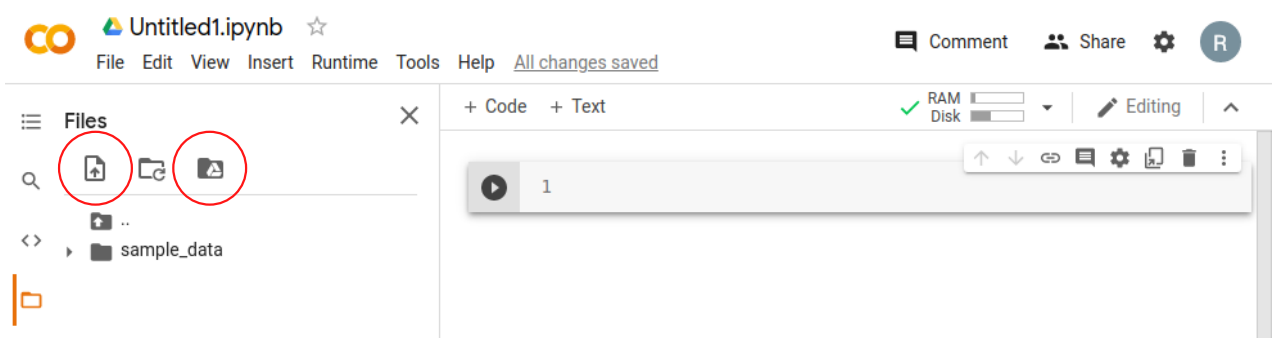 CO Untitled1.ipynb
File Edit View Insert Runtime Tools Help All changes saved
Comment Share R
Files
+ Code + Text
RAM
Disk
Editing
1
..
sample_data